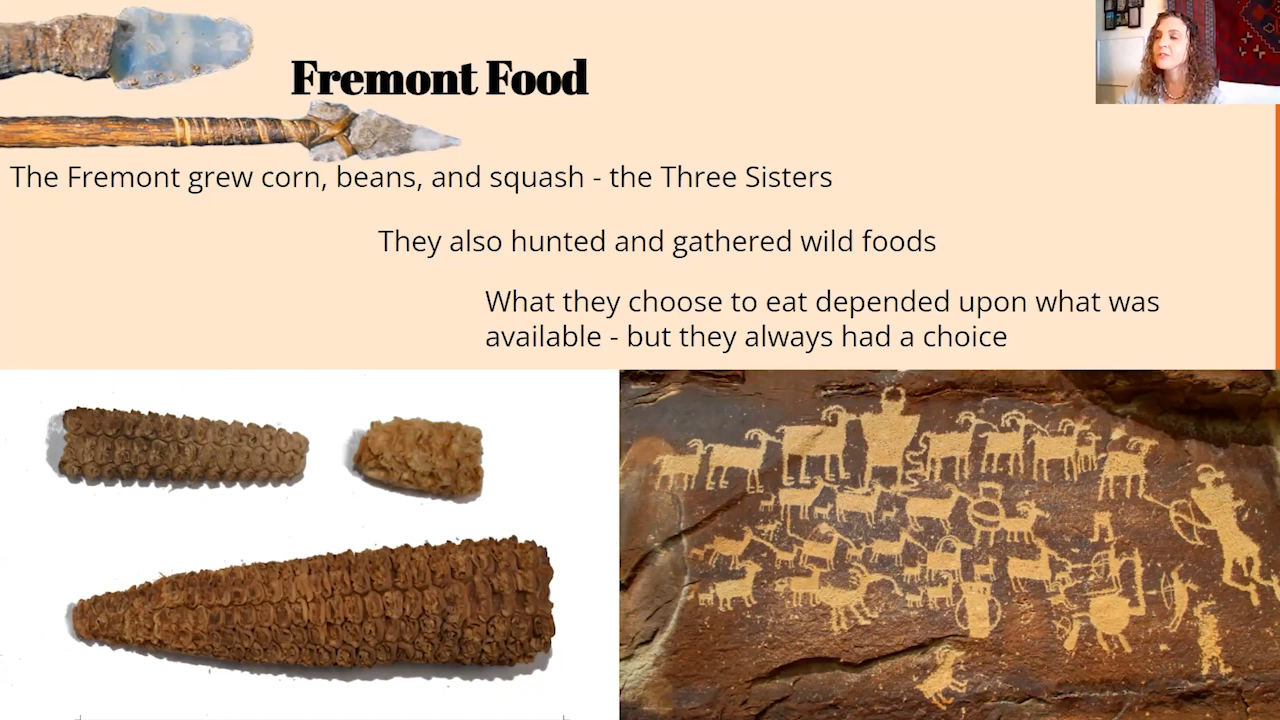 Fremont Food
The Fremont grew corn, beans, and squash - the Three Sisters
They also hunted and gathered wild foods
What they choose to eat depended upon what was
available - but they always had a choice